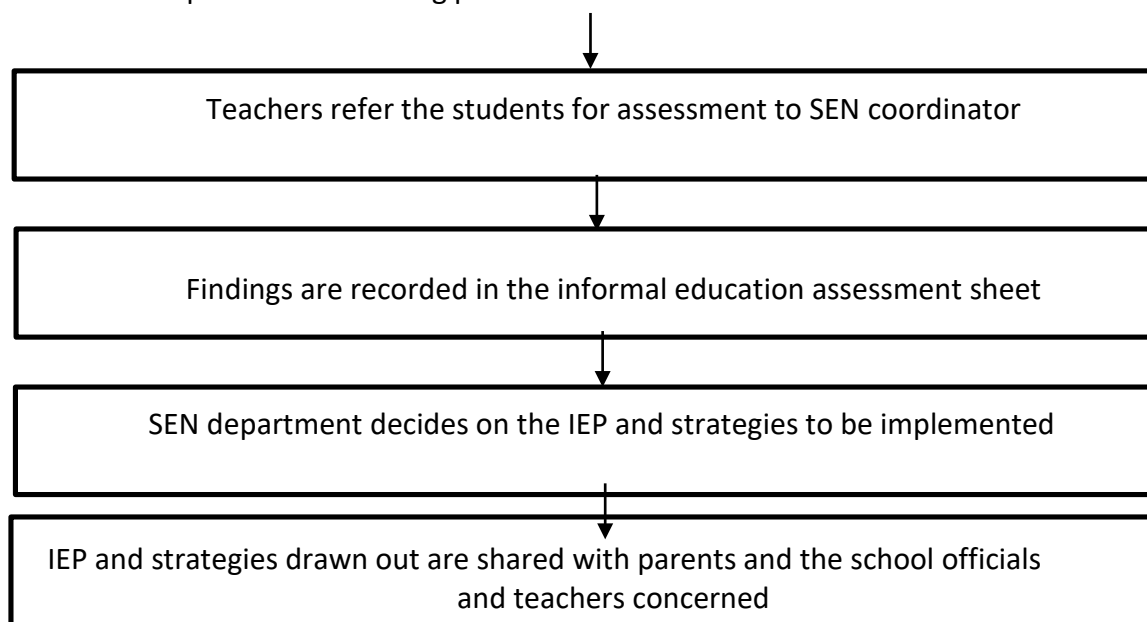 Teachers refer the students for assessment to SEN coordinator
Findings are recorded in the informal education assessment sheet
SEN department decides on the IEP and strategies to be implemented
IEP and strategies drawn out are shared with parents and the school officials
and teachers concerned